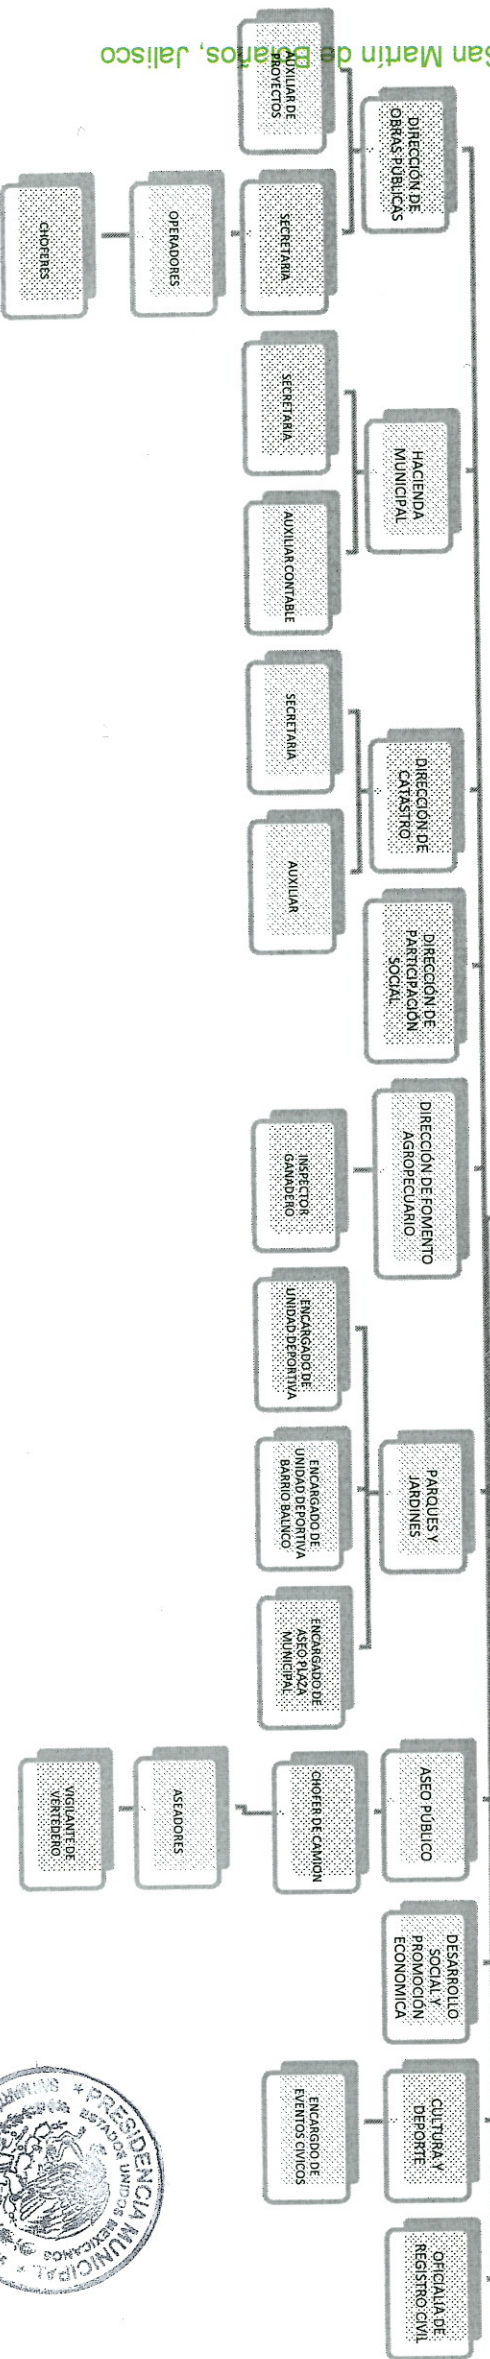 San Martín de Bolaños, Jalisco
DIRECCIÓN DE
OBRAS PÚBLICAS
AUXILIAR DE
PROYECTOS
SECRETARIA
OPERADORES
CHOFERES
HACIENDA
MUNICIPAL
SECRETARIA
AUXILIAR CONTABLE
DIRECCIÓN DE
CATASTRO
SECRETARIA
AUXILIAR
DIRECCIÓN DE
PARTICIPACIÓN
SOCIAL
DIRECCIÓN DE FOMENTO
AGROPECUARIO
INSPECTOR
GANADERO
PARQUES Y
JARDINES
ENCARGADO DE
UNIDAD DEPORTIVA
ENCARGADO DE
UNIDAD DEPORTIVA
BARRIO BALNCO
ENCARGADO DE
ASEO PLAZA
MUNICIPAL
ASEO PÚBLICO
CHOFER DE CAMION
ASEADORES
VIGILANTE DE
VERTEDERO
DESARROLLO
SOCIAL Y
PROMOCIÓN
ECONOMICA
CULTURA Y
DEPORTE
ENCARGDO DE
EVENTOS CIVICOS
OFICIALIA DE
REGISTRO CIVIL
PRESIDENCIA MUNICIPAL
ESTADOS UNIDOS MEXICANOS